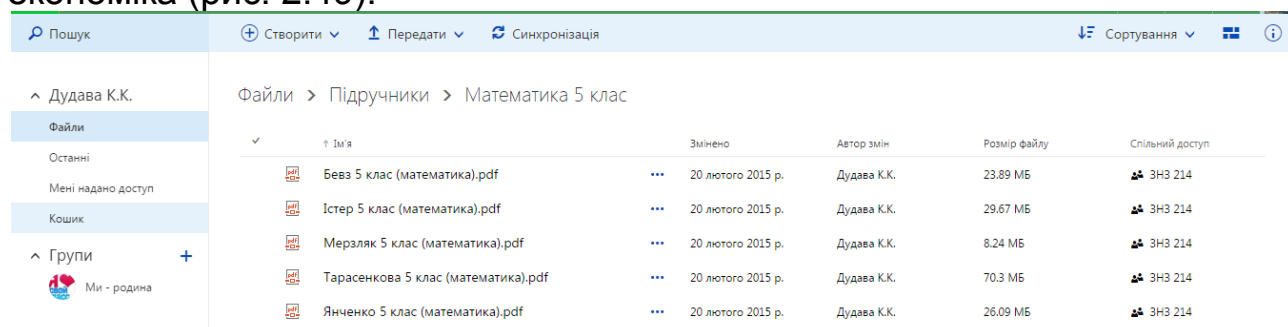 економіка (рис. 2.49).
Пошук Створити Передати Синхронізація Сортування
Дудава К.К.
Файли
Останні
Мені надано доступ
Кошик
Групи +
Ми - родина
Файли > Підручники > Математика 5 клас
↑ Ім'я Змінено Автор змін Розмір файлу Спільний доступ
Бевз 5 клас (математика).pdf ••• 20 лютого 2015 р. Дудава К.К. 23.89 МБ ЗНЗ 214
Істер 5 клас (математика).pdf ••• 20 лютого 2015 р. Дудава К.К. 29.67 МБ ЗНЗ 214
Мерзляк 5 клас (математика).pdf ••• 20 лютого 2015 р. Дудава К.К. 8.24 МБ ЗНЗ 214
Тарасенкова 5 клас (математика).pdf ••• 20 лютого 2015 р. Дудава К.К. 70.3 МБ ЗНЗ 214
Янченко 5 клас (математика).pdf ••• 20 лютого 2015 р. Дудава К.К. 26.09 МБ ЗНЗ 214